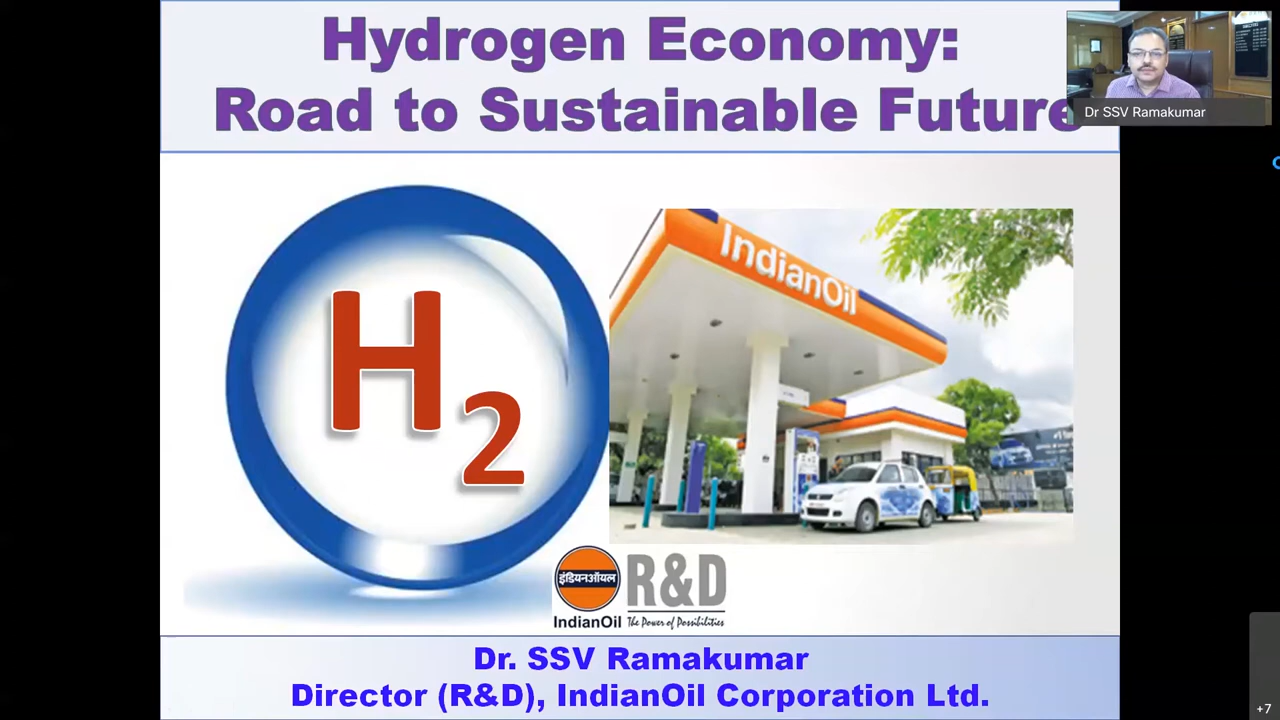 Hydrogen Economy:
Road to Sustainable Future
Dr SSV Ramakumar
H2
IndianOil
इंडियनऑयल
R&D
IndianOil
The Power of Possibilities
Dr. SSV Ramakumar
Director (R&D), IndianOil Corporation Ltd.
+7